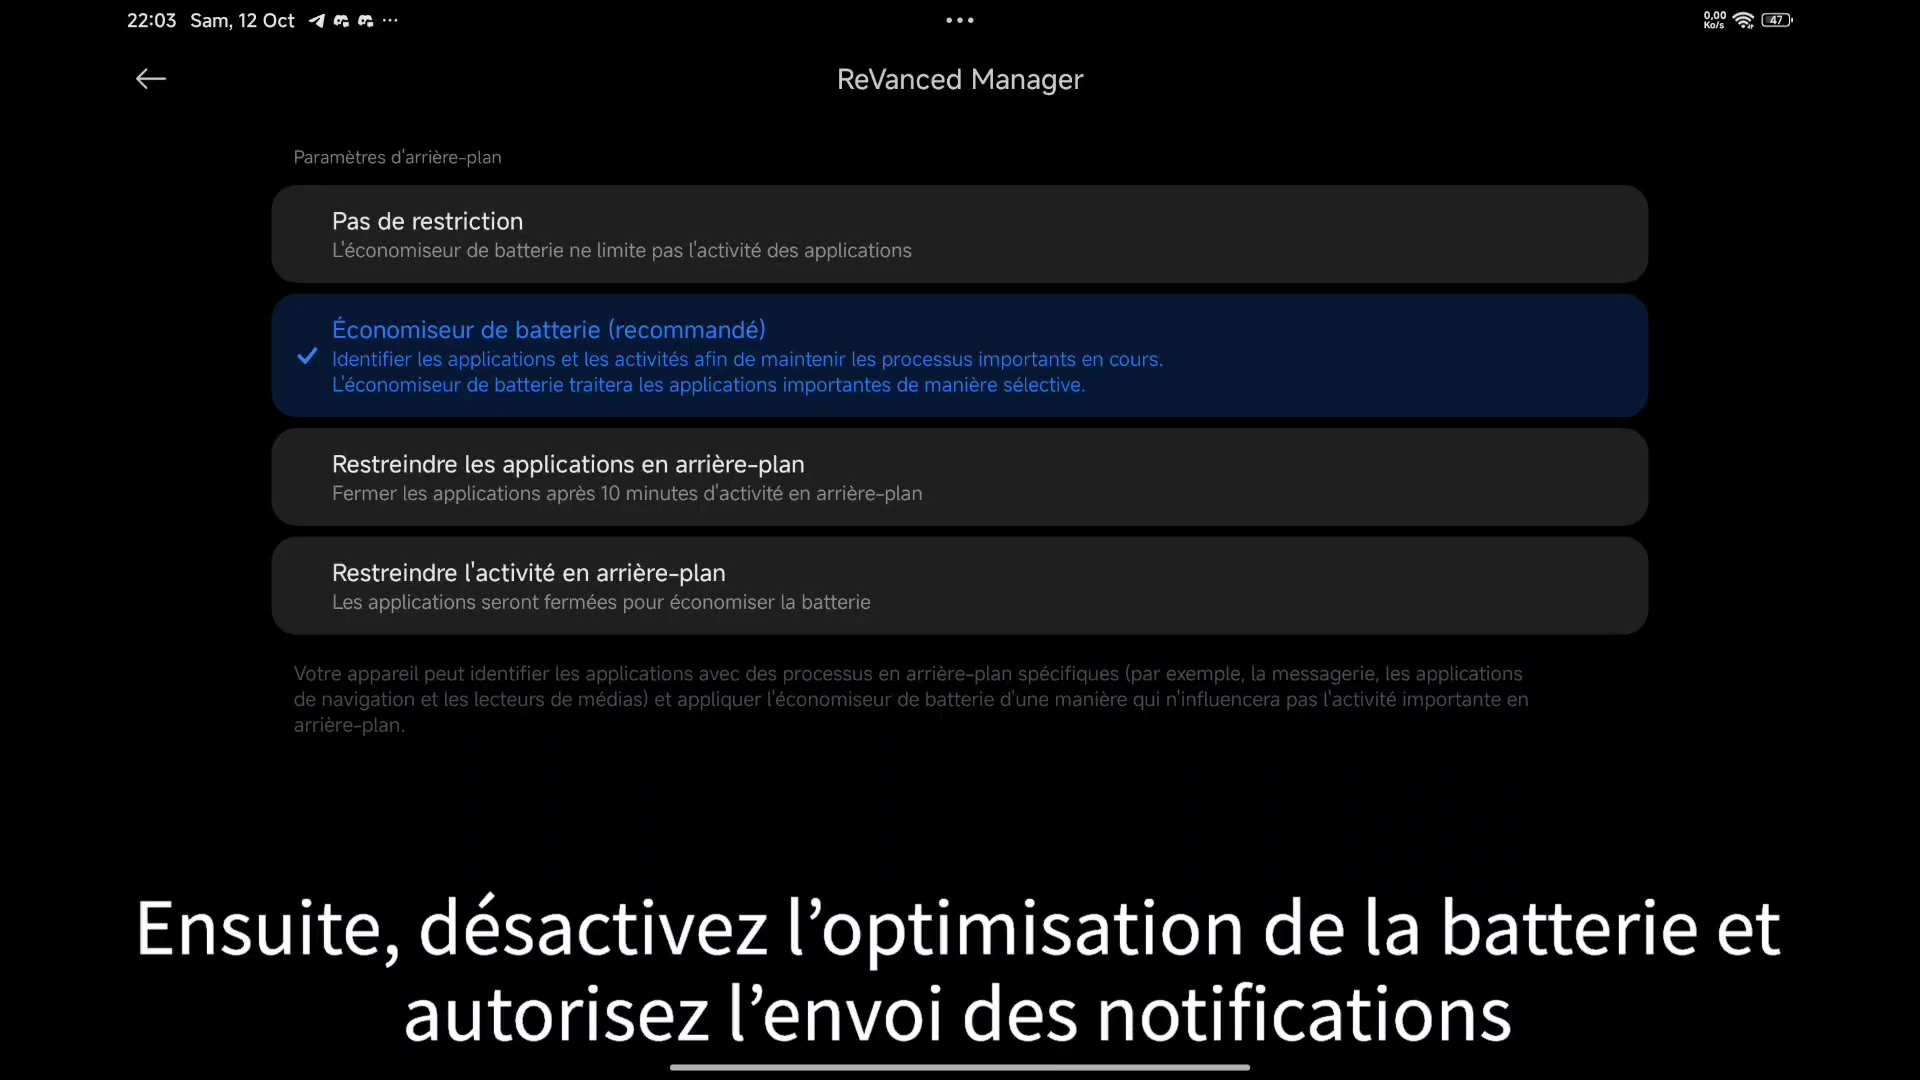 22:03 Sam, 12 Oct
0,00
Ko/s
47
ReVanced Manager
Paramètres d'arrière-plan
Pas de restriction
L'économiseur de batterie ne limite pas l'activité des applications
Économiseur de batterie (recommandé)
Identifier les applications et les activités afin de maintenir les processus importants en cours.
L'économiseur de batterie traitera les applications importantes de manière sélective.
Restreindre les applications en arrière-plan
Fermer les applications après 10 minutes d'activité en arrière-plan
Restreindre l'activité en arrière-plan
Les applications seront fermées pour économiser la batterie
Votre appareil peut identifier les applications avec des processus en arrière-plan spécifiques (par exemple, la messagerie, les applications
de navigation et les lecteurs de médias) et appliquer l'économiseur de batterie d'une manière qui n'influencera pas l'activité importante en
arrière-plan.
Ensuite, désactivez l’optimisation de la batterie et
autorisez l’envoi des notifications